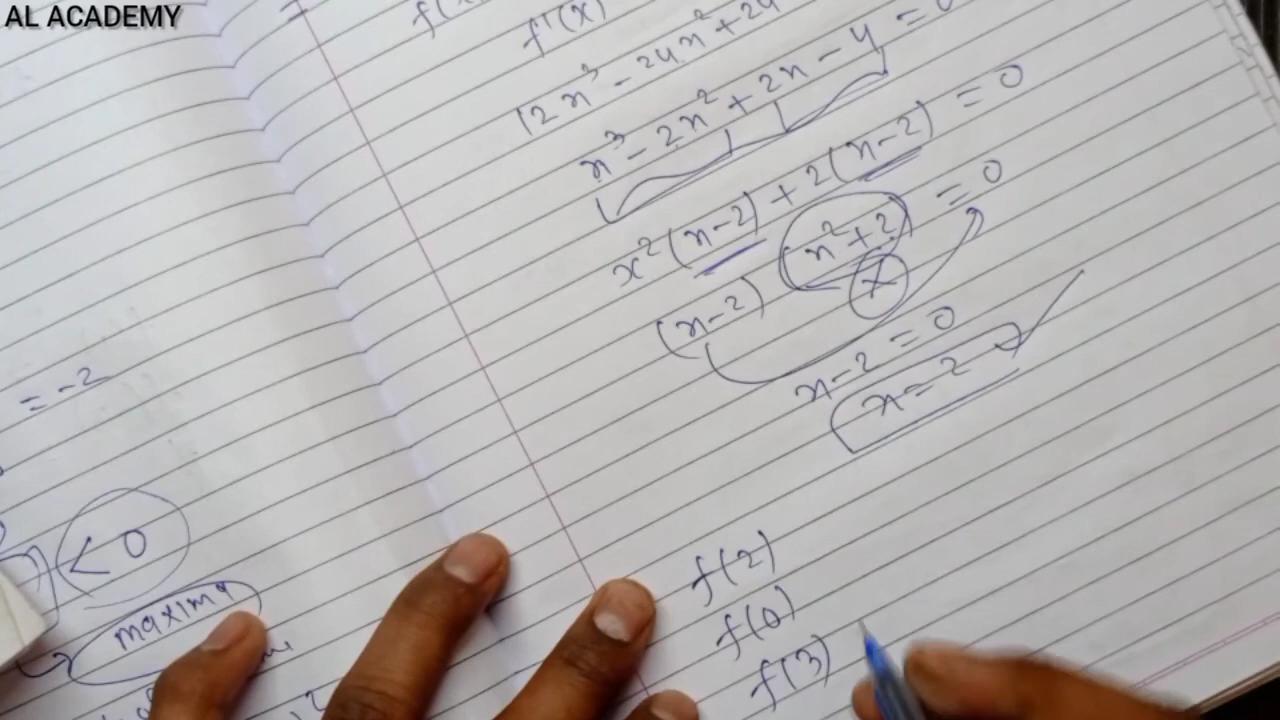 AL ACADEMY
f(x
f'(x)
12x³ - 24x² + 24
x³ - 2x² + 2x - 4 = 0
x²(x-2) + 2(x-2) = 0
(x-2) (x²+2) = 0
x
x-2 = 0
x = 2
= -2
< 0
maxima
f(2)
f(0)
f(3)